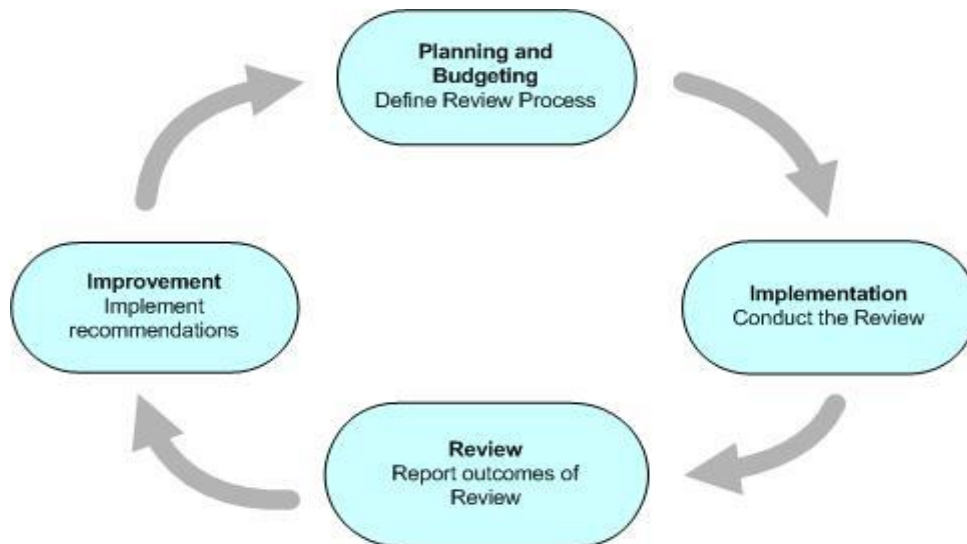 Planning and
Budgeting
Define Review Process
Implementation
Conduct the Review
Review
Report outcomes of
Review
Improvement
Implement
recommendations